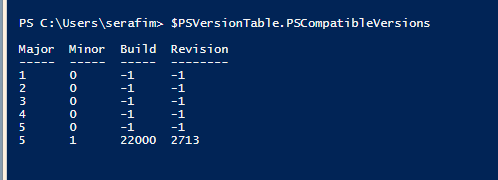 PS C:\Users\serafim> $PSVersionTable.PSCompatibleVersions
Major  Minor  Build  Revision
-----  -----  -----  --------
1      0      -1     -1
2      0      -1     -1
3      0      -1     -1
4      0      -1     -1
5      0      -1     -1
5      1      22000  2713